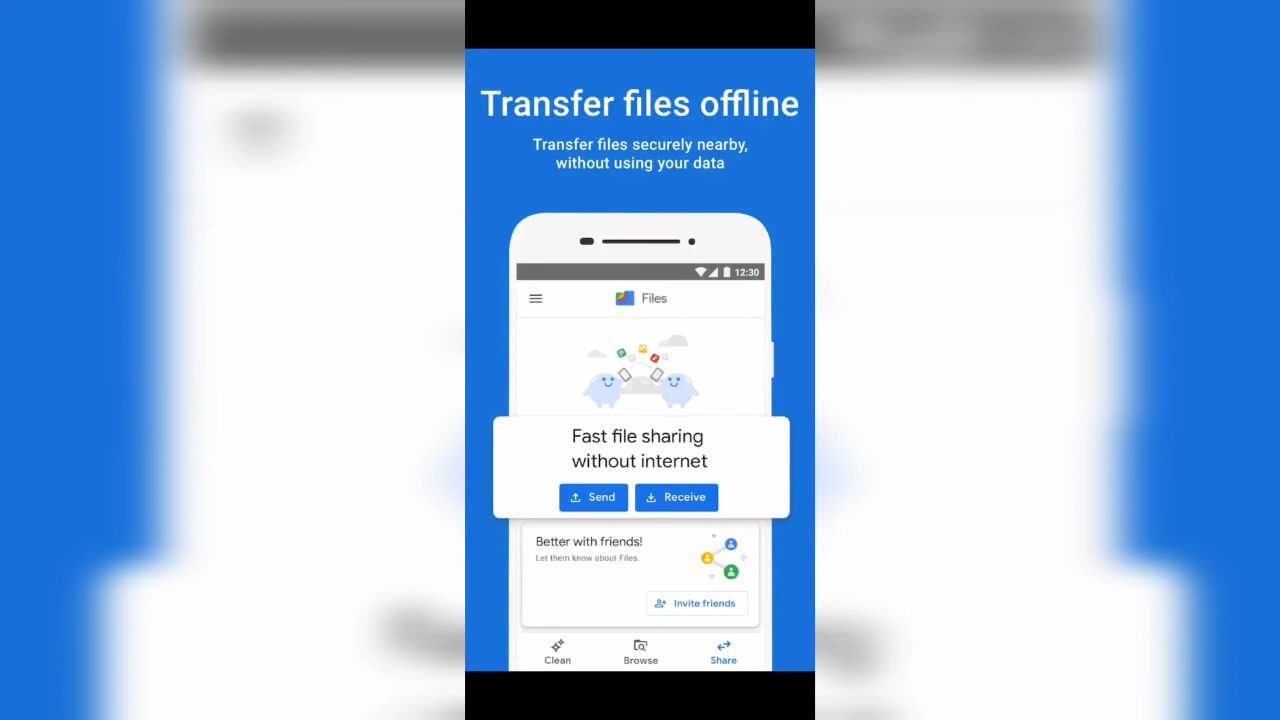 Transfer files offline
Transfer files securely nearby,
without using your data
12:30
Files
Fast file sharing
without internet
Send Receive
Better with friends!
Let them know about Files.
Invite friends
Clean Browse Share